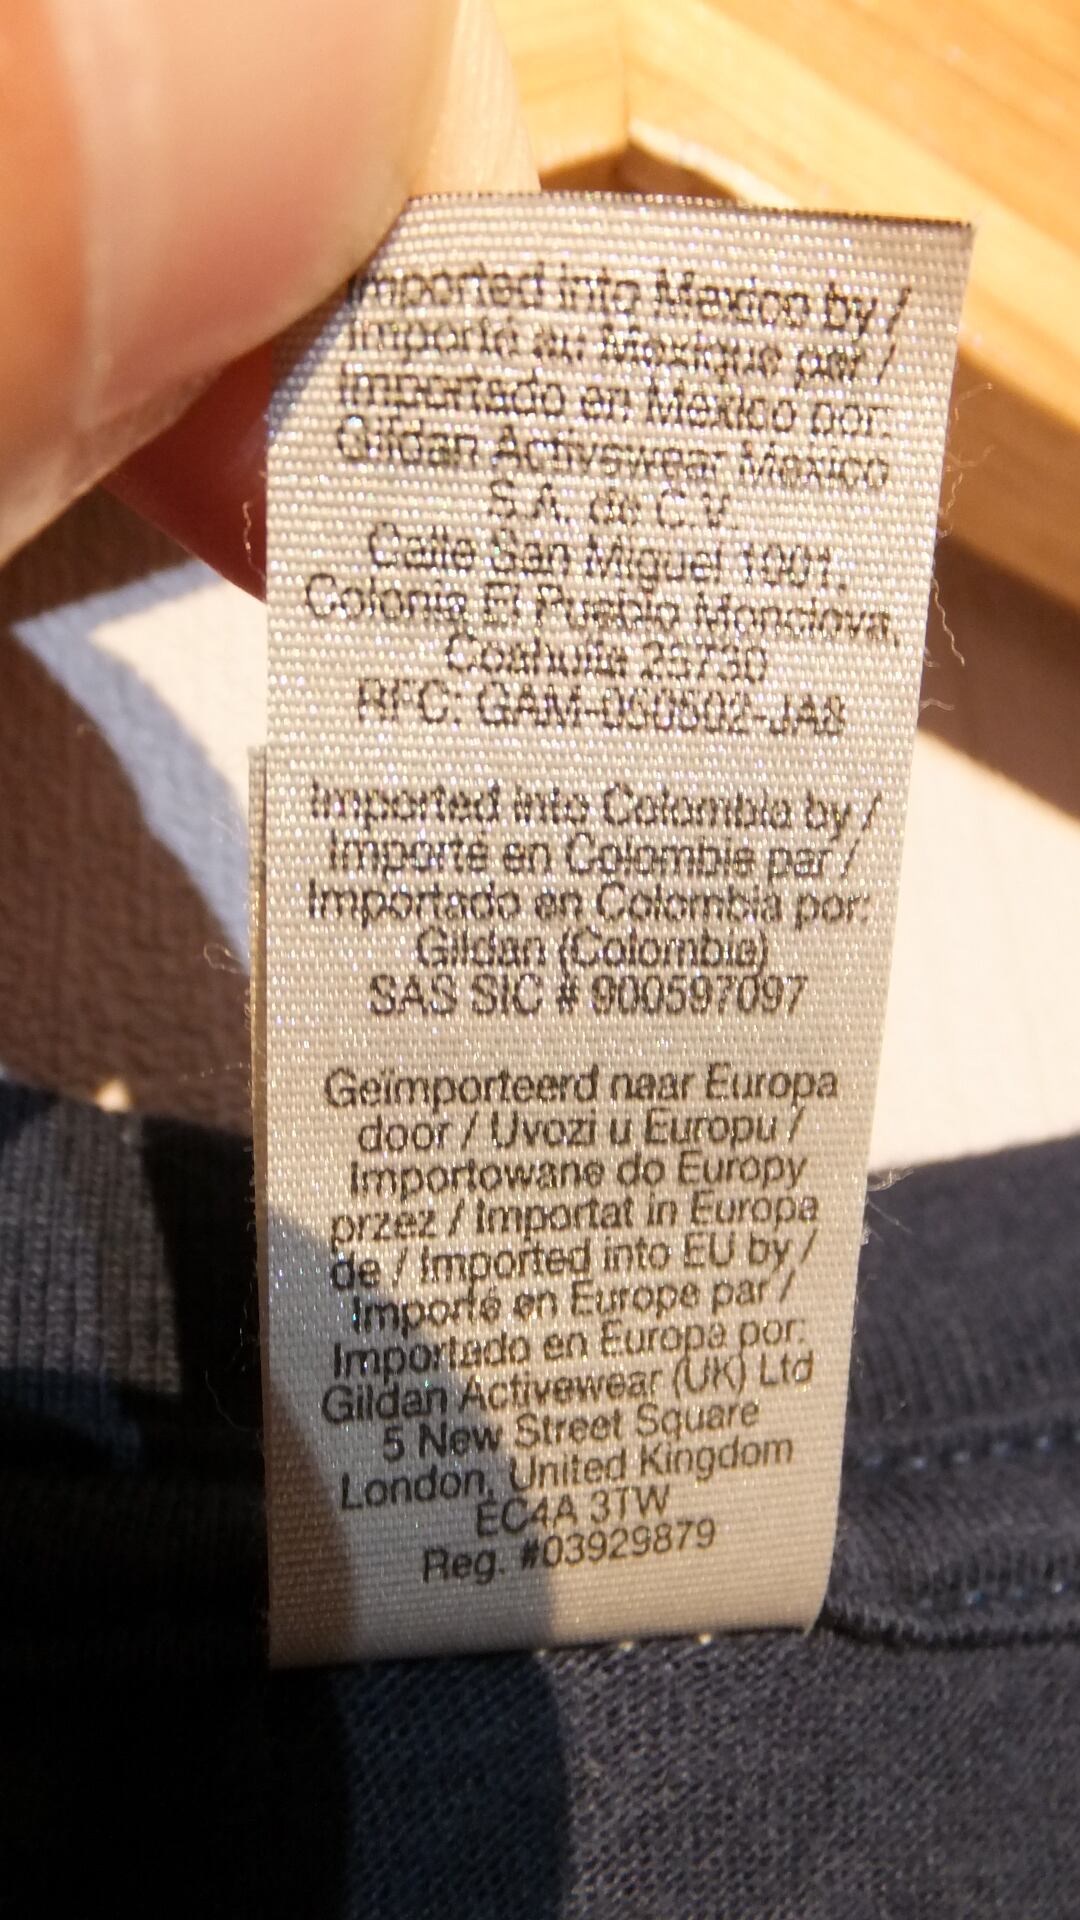 Imported into Mexico by /
Importé au Mexique par /
Importado en México por:
Gildan Activewear Mexico
S.A. de C.V.
Calle San Miguel 1001,
Colonia El Pueblo Monclova,
Coahuila 25730
RFC: GAM-060502-JA8
Imported into Colombia by /
Importé en Colombie par /
Importado en Colombia por:
Gildan (Colombia)
SAS SIC # 900597097
Geïmporteerd naar Europa
door / Uvozi u Europu /
Importowane do Europy
przez / Importat in Europa
de / Imported into EU by /
Importé en Europe par /
Importado en Europa por:
Gildan Activewear (UK) Ltd
5 New Street Square
London, United Kingdom
EC4A 3TW
Reg. #03929879